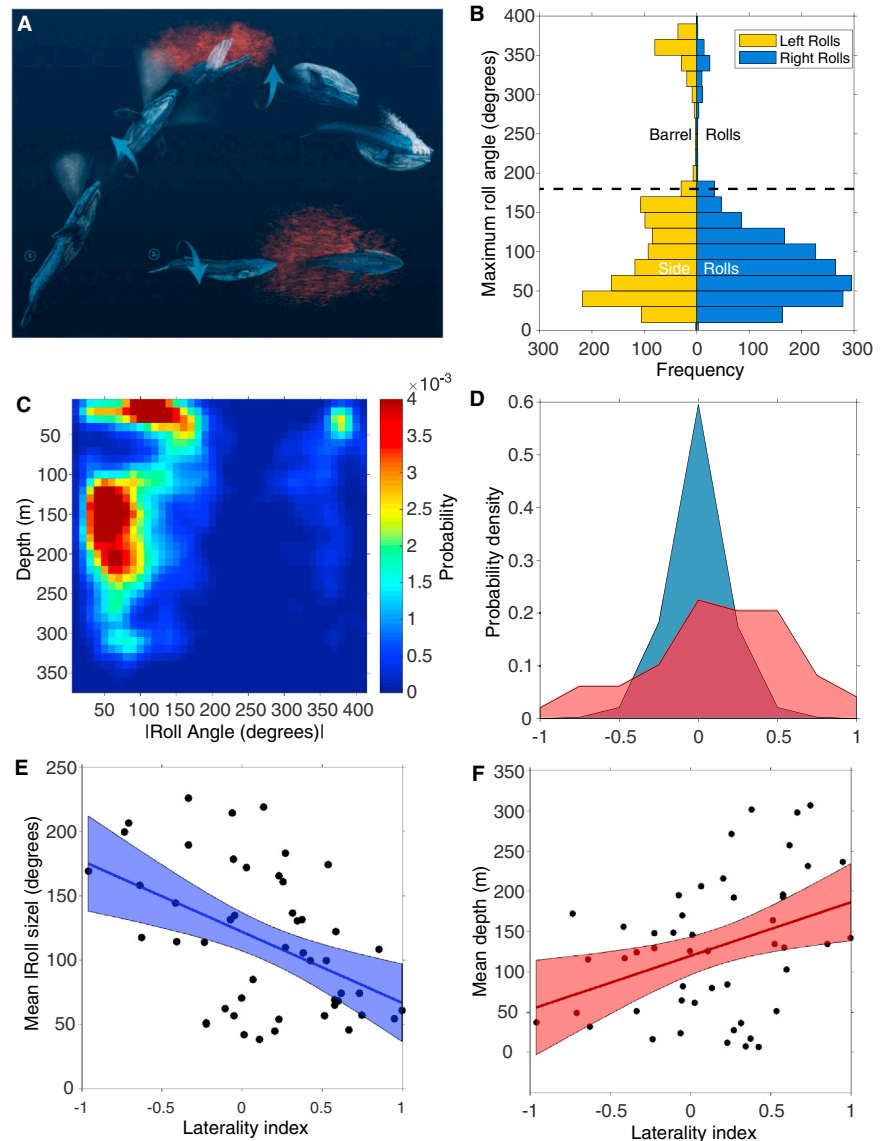 A
1.
2.
B
400
350
300
250
200
150
100
50
0
Maximum roll angle (degrees)
Left Rolls
Right Rolls
Barrel Rolls
Side Rolls
300 200 100 0 100 200 300
Frequency
C
50
100
150
200
250
300
350
Depth (m)
50 100 150 200 250 300 350 400
|Roll Angle (degrees)|
×10⁻³
4
3.5
3
2.5
2
1.5
1
0.5
0
Probability
D
0.6
0.5
0.4
0.3
0.2
0.1
0
Probability density
-1 -0.5 0 0.5 1
E
250
200
150
100
50
0
Mean |Roll size| (degrees)
-1 -0.5 0 0.5 1
Laterality index
F
350
300
250
200
150
100
50
0
Mean depth (m)
-1 -0.5 0 0.5 1
Laterality index